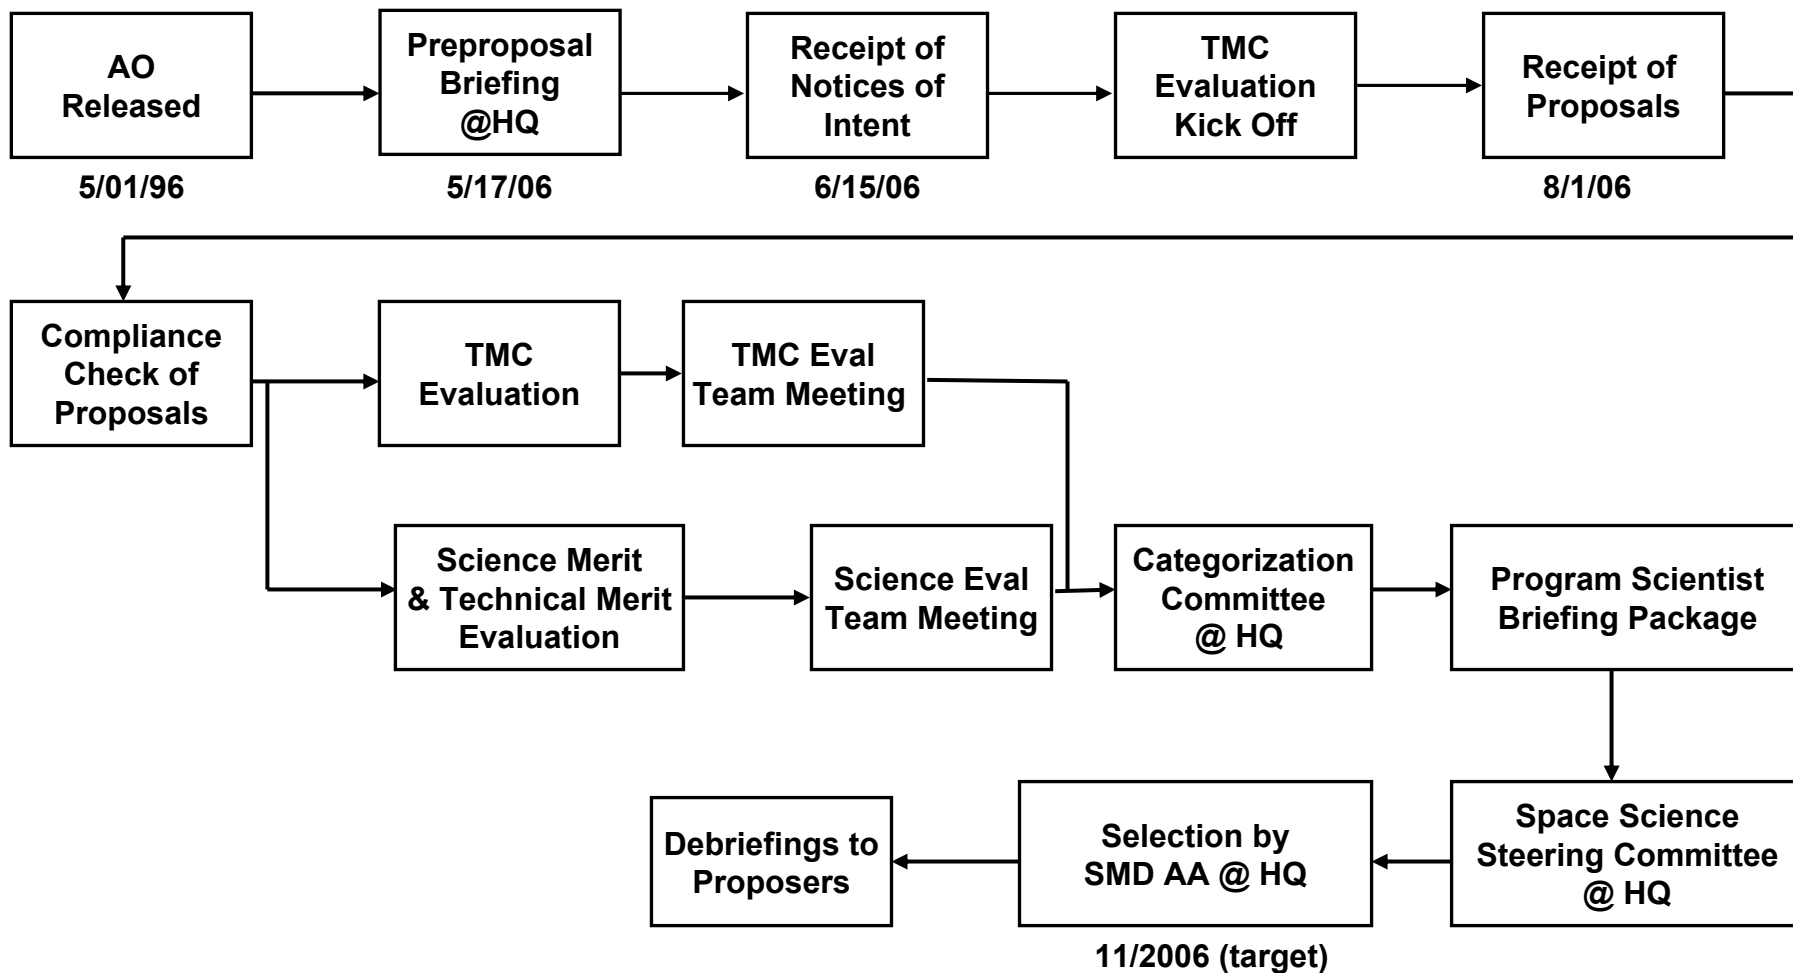 AO
Released
Preproposal
Briefing
@HQ
Receipt of
Notices of
Intent
TMC
Evaluation
Kick Off
Receipt of
Proposals
5/01/96
5/17/06
6/15/06
8/1/06
Compliance
Check of
Proposals
TMC
Evaluation
TMC Eval
Team Meeting
Science Merit
& Technical Merit
Evaluation
Science Eval
Team Meeting
Categorization
Committee
@ HQ
Program Scientist
Briefing Package
Debriefings to
Proposers
Selection by
SMD AA @ HQ
Space Science
Steering Committee
@ HQ
11/2006 (target)